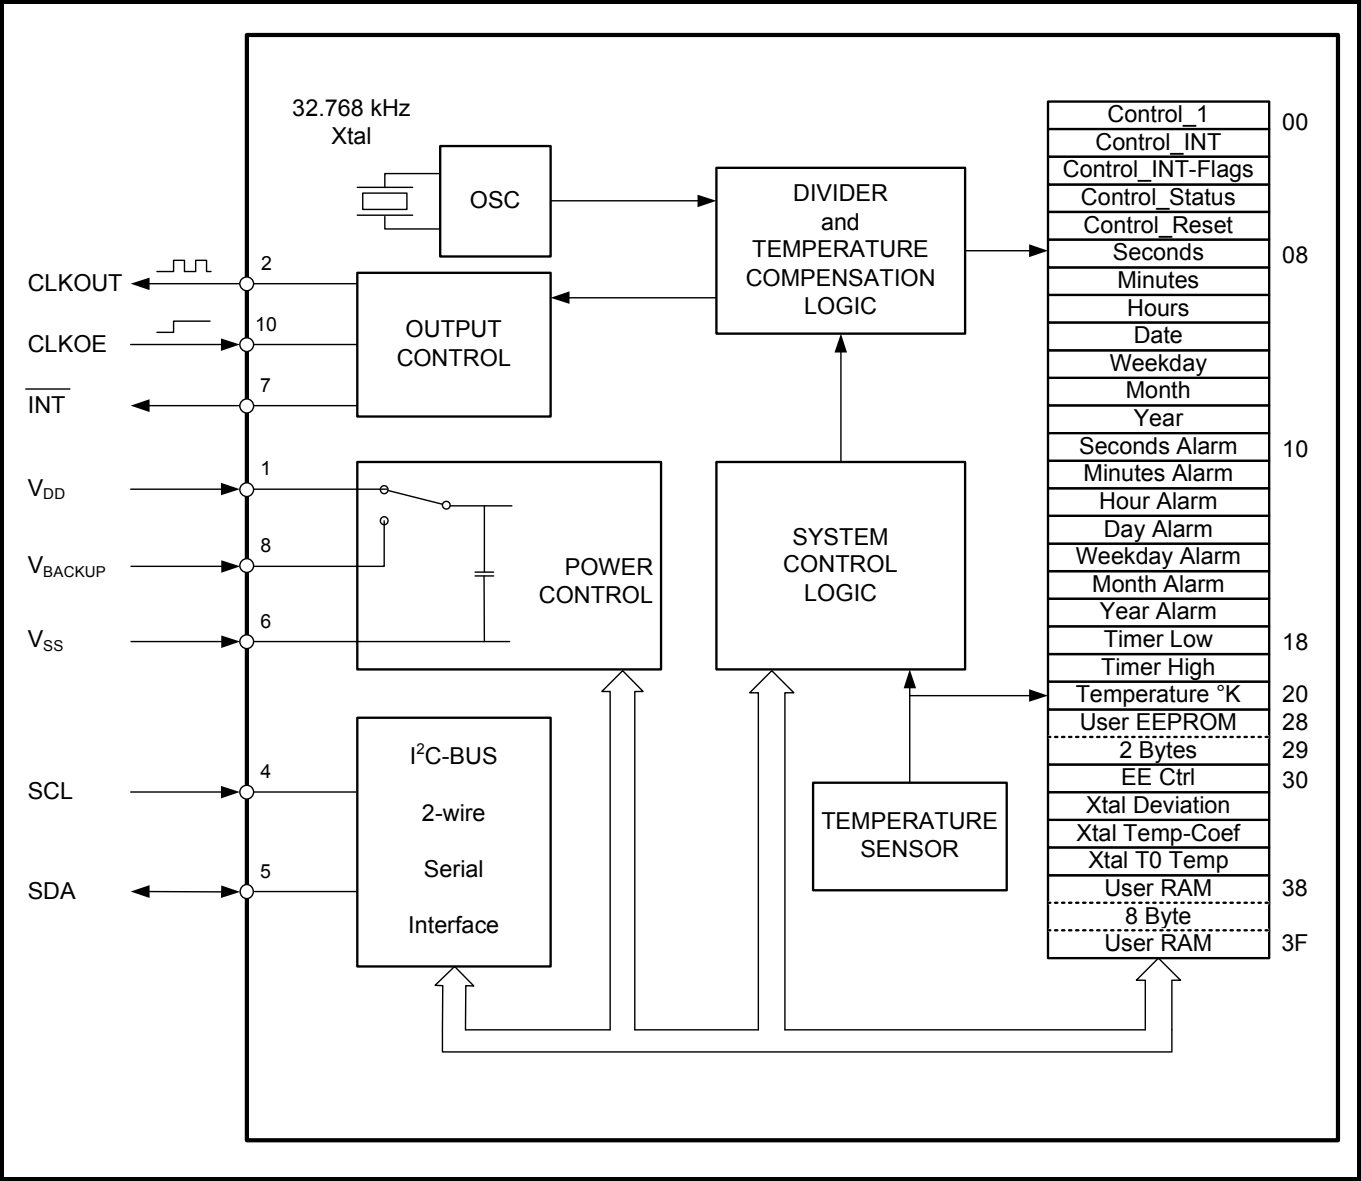 32.768 kHz
Xtal
OSC
DIVIDER
and
TEMPERATURE
COMPENSATION
LOGIC
CLKOUT
2
CLKOE
10
INT
7
OUTPUT
CONTROL
VDD
1
VBACKUP
8
VSS
6
POWER
CONTROL
SYSTEM
CONTROL
LOGIC
SCL
4
SDA
5
I2C-BUS
2-wire
Serial
Interface
TEMPERATURE
SENSOR
Control_1 00
Control_INT
Control_INT-Flags
Control_Status
Control_Reset
Seconds 08
Minutes
Hours
Date
Weekday
Month
Year
Seconds Alarm 10
Minutes Alarm
Hour Alarm
Day Alarm
Weekday Alarm
Month Alarm
Year Alarm
Timer Low 18
Timer High
Temperature °K 20
User EEPROM 28
2 Bytes 29
EE Ctrl 30
Xtal Deviation
Xtal Temp-Coef
Xtal T0 Temp
User RAM 38
8 Byte
User RAM 3F